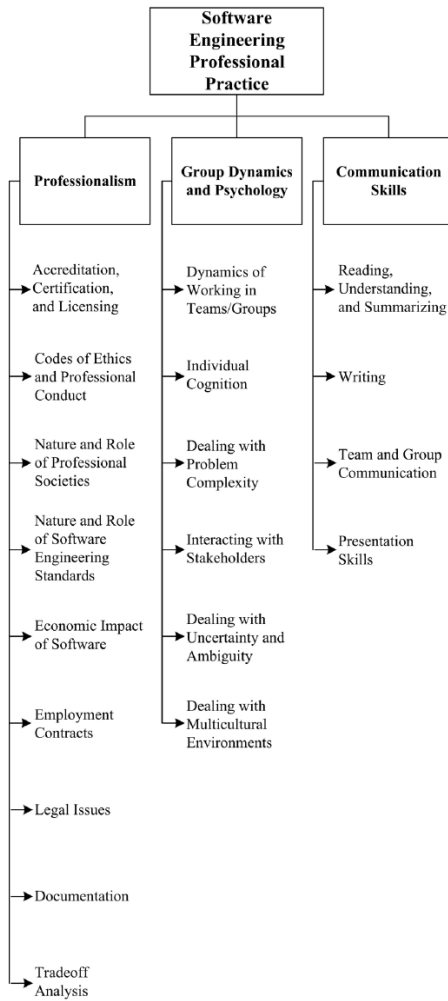 Software
Engineering
Professional
Practice
Professionalism
Accreditation,
Certification,
and Licensing
Codes of Ethics
and Professional
Conduct
Nature and Role
of Professional
Societies
Nature and Role
of Software
Engineering
Standards
Economic Impact
of Software
Employment
Contracts
Legal Issues
Documentation
Tradeoff
Analysis
Group Dynamics
and Psychology
Dynamics of
Working in
Teams/Groups
Individual
Cognition
Dealing with
Problem
Complexity
Interacting with
Stakeholders
Dealing with
Uncertainty and
Ambiguity
Dealing with
Multicultural
Environments
Communication
Skills
Reading,
Understanding,
and Summarizing
Writing
Team and Group
Communication
Presentation
Skills